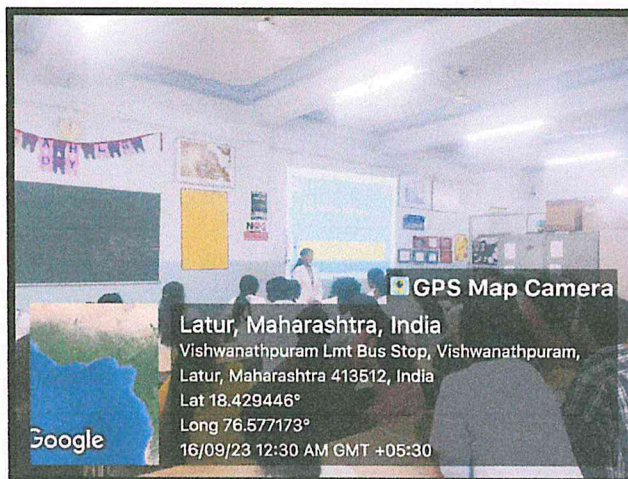 GPS Map Camera
Latur, Maharashtra, India
Vishwanathpuram Lmt Bus Stop, Vishwanathpuram,
Latur, Maharashtra 413512, India
Lat 18.429446°
Long 76.577173°
16/09/23 12:30 AM GMT +05:30
Google